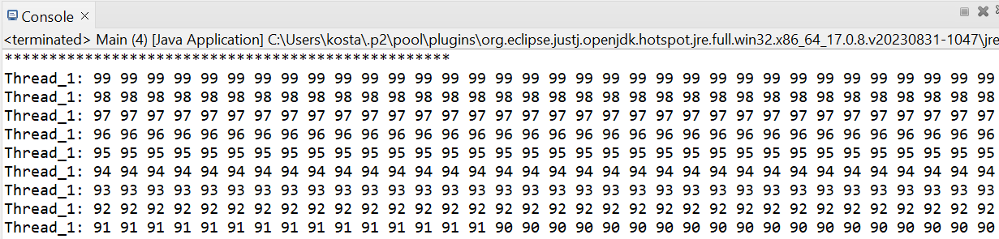 Console
<terminated> Main (4) [Java Application] C:\Users\kosta\.p2\pool\plugins\org.eclipse.justj.openjdk.hotspot.jre.full.win32.x86_64_17.0.8.v20230831-1047\jre
**************************************************
Thread_1: 99 99 99 99 99 99 99 99 99 99 99 99 99 99 99 99 99 99 99 99 99 99 99 99 99 99 99 99 99 99 99 99 99 99
Thread_1: 98 98 98 98 98 98 98 98 98 98 98 98 98 98 98 98 98 98 98 98 98 98 98 98 98 98 98 98 98 98 98 98 98 98
Thread_1: 97 97 97 97 97 97 97 97 97 97 97 97 97 97 97 97 97 97 97 97 97 97 97 97 97 97 97 97 97 97 97 97 97 97
Thread_1: 96 96 96 96 96 96 96 96 96 96 96 96 96 96 96 96 96 96 96 96 96 96 96 96 96 96 96 96 96 96 96 96 96 96
Thread_1: 95 95 95 95 95 95 95 95 95 95 95 95 95 95 95 95 95 95 95 95 95 95 95 95 95 95 95 95 95 95 95 95 95 95
Thread_1: 94 94 94 94 94 94 94 94 94 94 94 94 94 94 94 94 94 94 94 94 94 94 94 94 94 94 94 94 94 94 94 94 94 94
Thread_1: 93 93 93 93 93 93 93 93 93 93 93 93 93 93 93 93 93 93 93 93 93 93 93 93 93 93 93 93 93 93 93 93 93 93
Thread_1: 92 92 92 92 92 92 92 92 92 92 92 92 92 92 92 92 92 92 92 92 92 92 92 92 92 92 92 92 92 92 92 92 92 92
Thread_1: 91 91 91 91 91 91 91 91 91 91 91 91 91 91 91 90 90 90 90 90 90 90 90 90 90 90 90 90 90 90 90 90 90 90